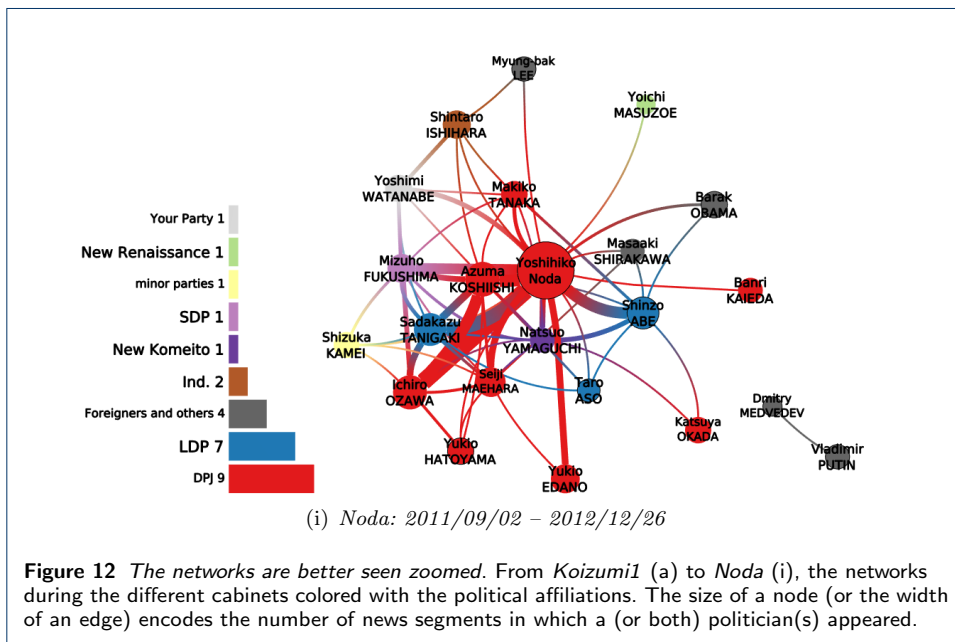 Myung-bak
LEE
Yoichi
MASUZOE
Shintaro
ISHIHARA
Yoshimi
WATANABE
Makiko
TANAKA
Barak
OBAMA
Your Party 1
Masaaki
SHIRAKAWA
New Renaissance 1
Mizuho
FUKUSHIMA
Azuma
KOSHIISHI
Yoshihiko
Noda
minor parties 1
Banri
KAIEDA
Shinzo
ABE
SDP 1
Sadakazu
TANIGAKI
Natsuo
YAMAGUCHI
Shizuka
KAMEI
New Komeito 1
Ind. 2
Ichiro
OZAWA
Seiji
MAEHARA
Taro
ASO
Dmitry
MEDVEDEV
Foreigners and others 4
Katsuya
OKADA
LDP 7
Yukio
HATOYAMA
Vladimir
PUTIN
DPJ 9
Yukio
EDANO
(i) Noda: 2011/09/02 – 2012/12/26
Figure 12 The networks are better seen zoomed. From Koizumi1 (a) to Noda (i), the networks
during the different cabinets colored with the political affiliations. The size of a node (or the width
of an edge) encodes the number of news segments in which a (or both) politician(s) appeared.